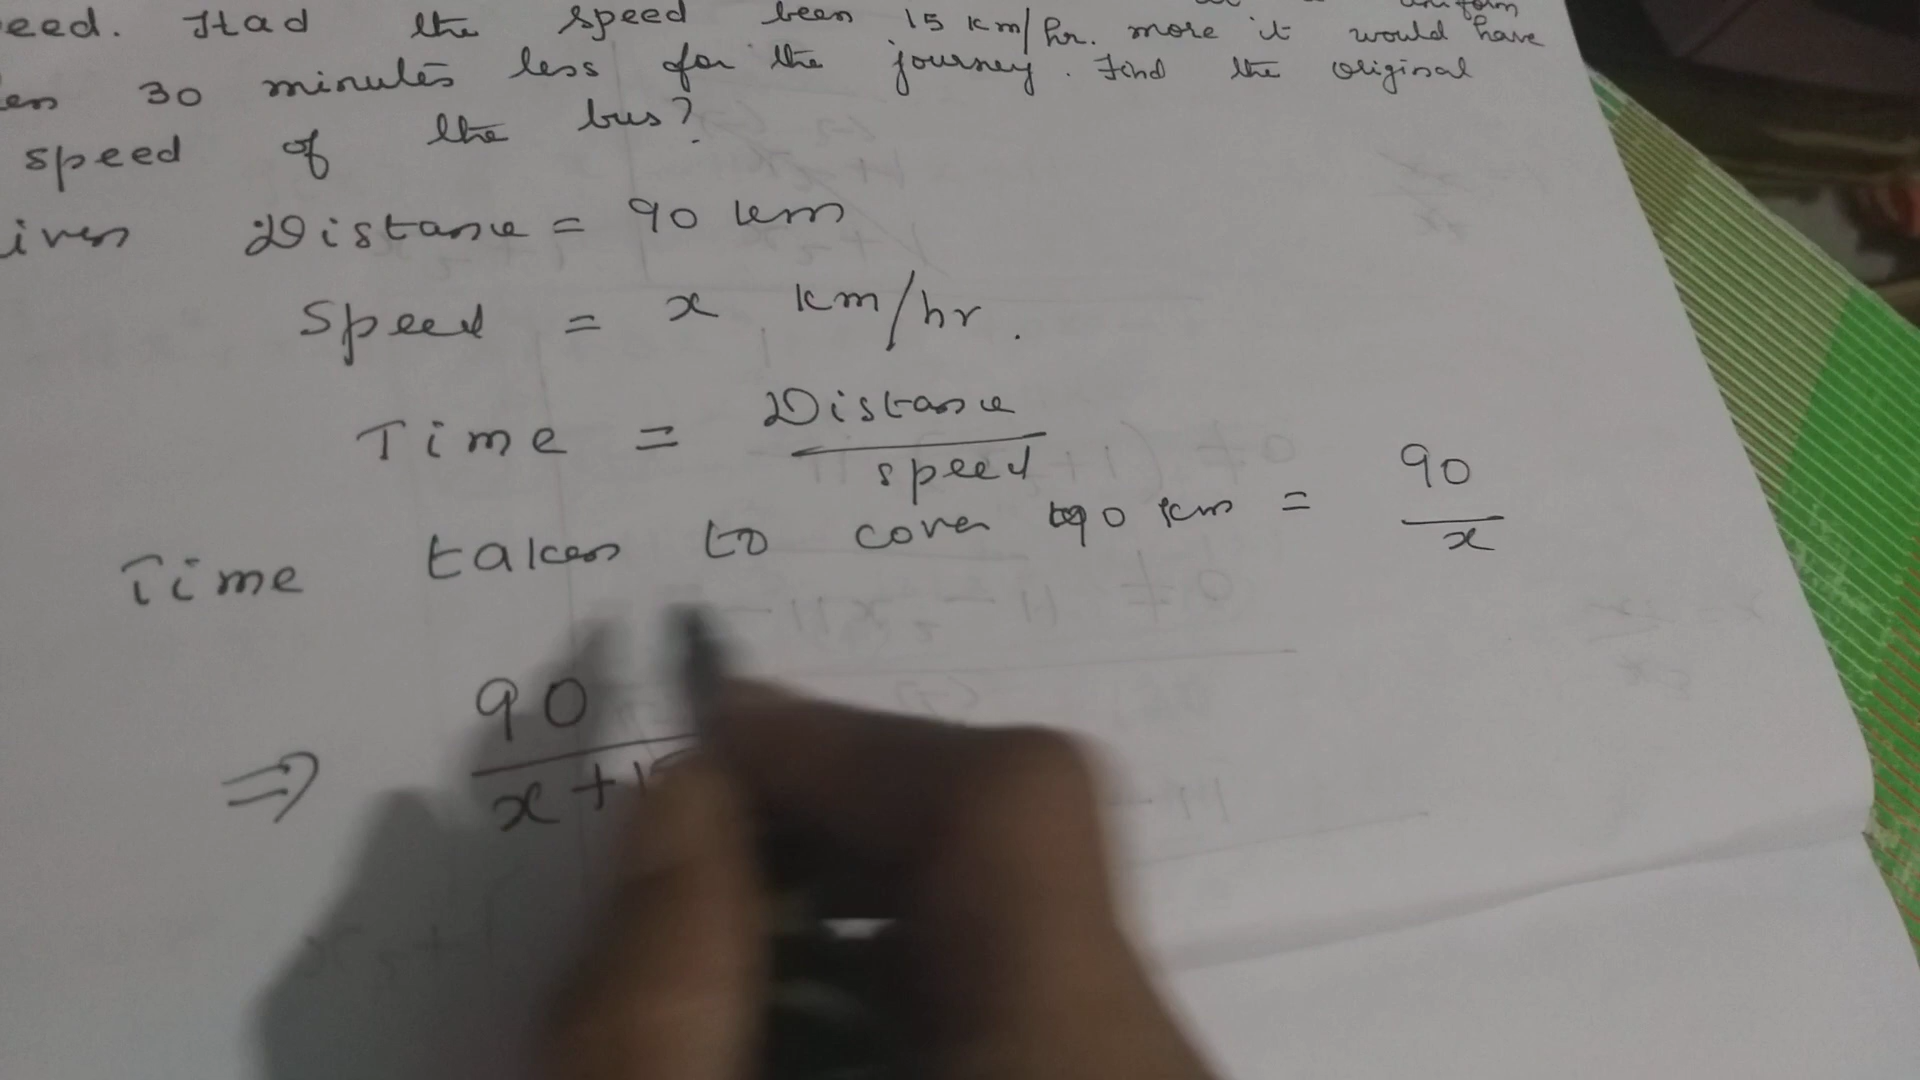 eed. Had the speed been 15 km/hr. more it would have
en 30 minutes less for the journey. Find the original
speed of the bus?
iven Distance = 90 km
Speed = x km/hr.
Time = Distance / speed
Time taken to cover 90 km = 90 / x
⇒ 90 / x + 1